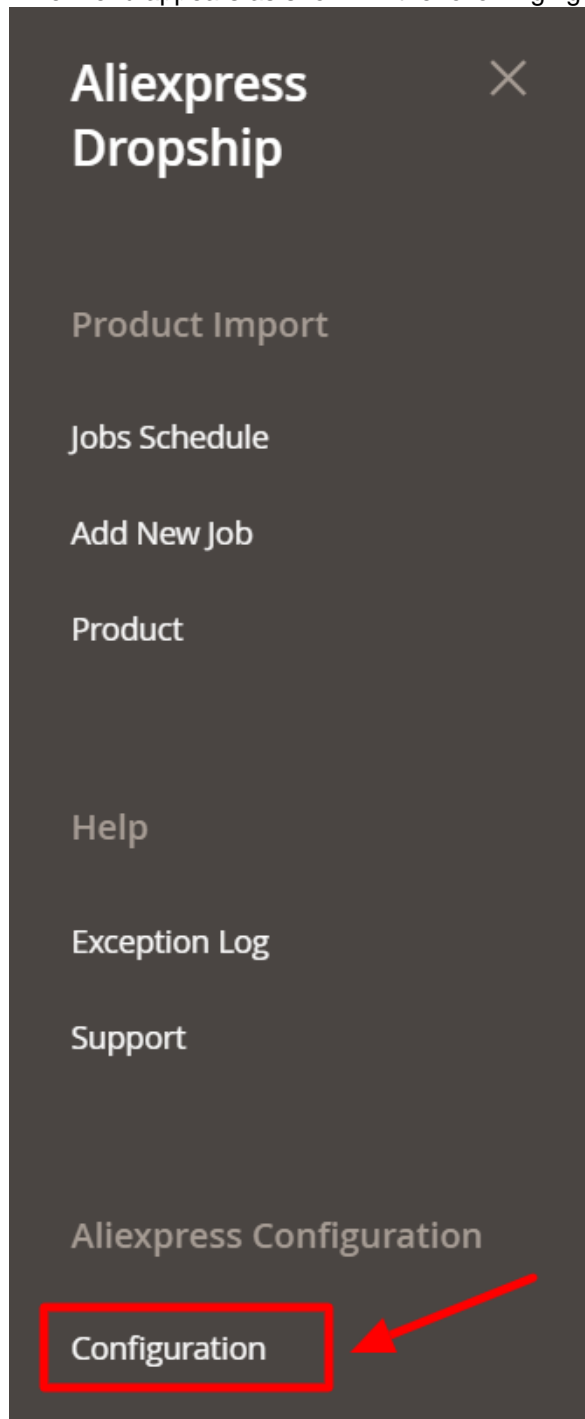 Aliexpress
Dropship
Product Import
Jobs Schedule
Add New Job
Product
Help
Exception Log
Support
Aliexpress Configuration
Configuration